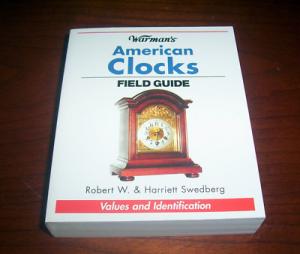 Warman's
American
Clocks
FIELD GUIDE
Robert W. & Harriett Swedberg
Values and Identification